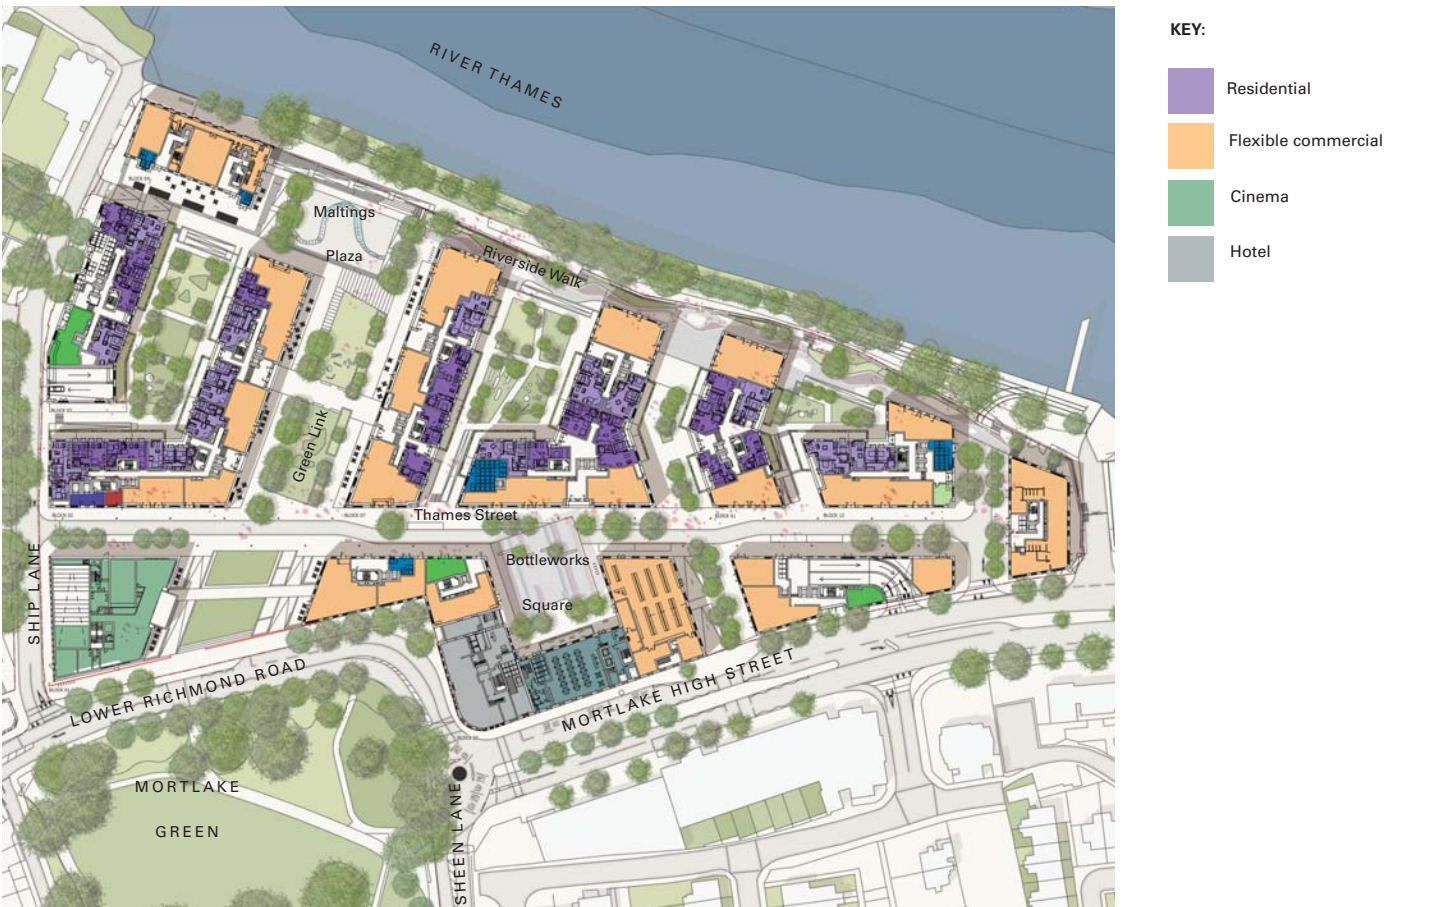 KEY:
Residential
Flexible commercial
Cinema
Hotel
RIVER THAMES
Maltings
Plaza
Riverside Walk
Green Link
Thames Street
Bottleworks
Square
SHIP LANE
LOWER RICHMOND ROAD
MORTLAKE HIGH STREET
MORTLAKE
GREEN
SHEEN LANE